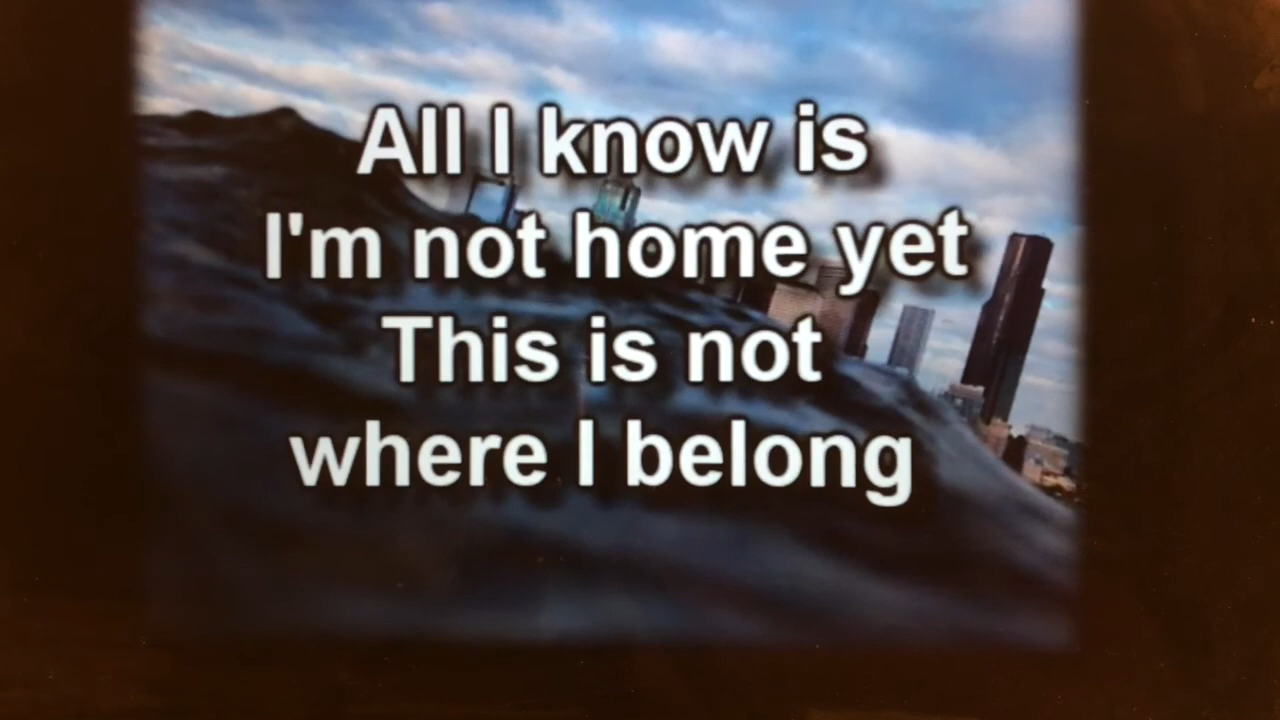 All I know is
I'm not home yet
This is not
where I belong